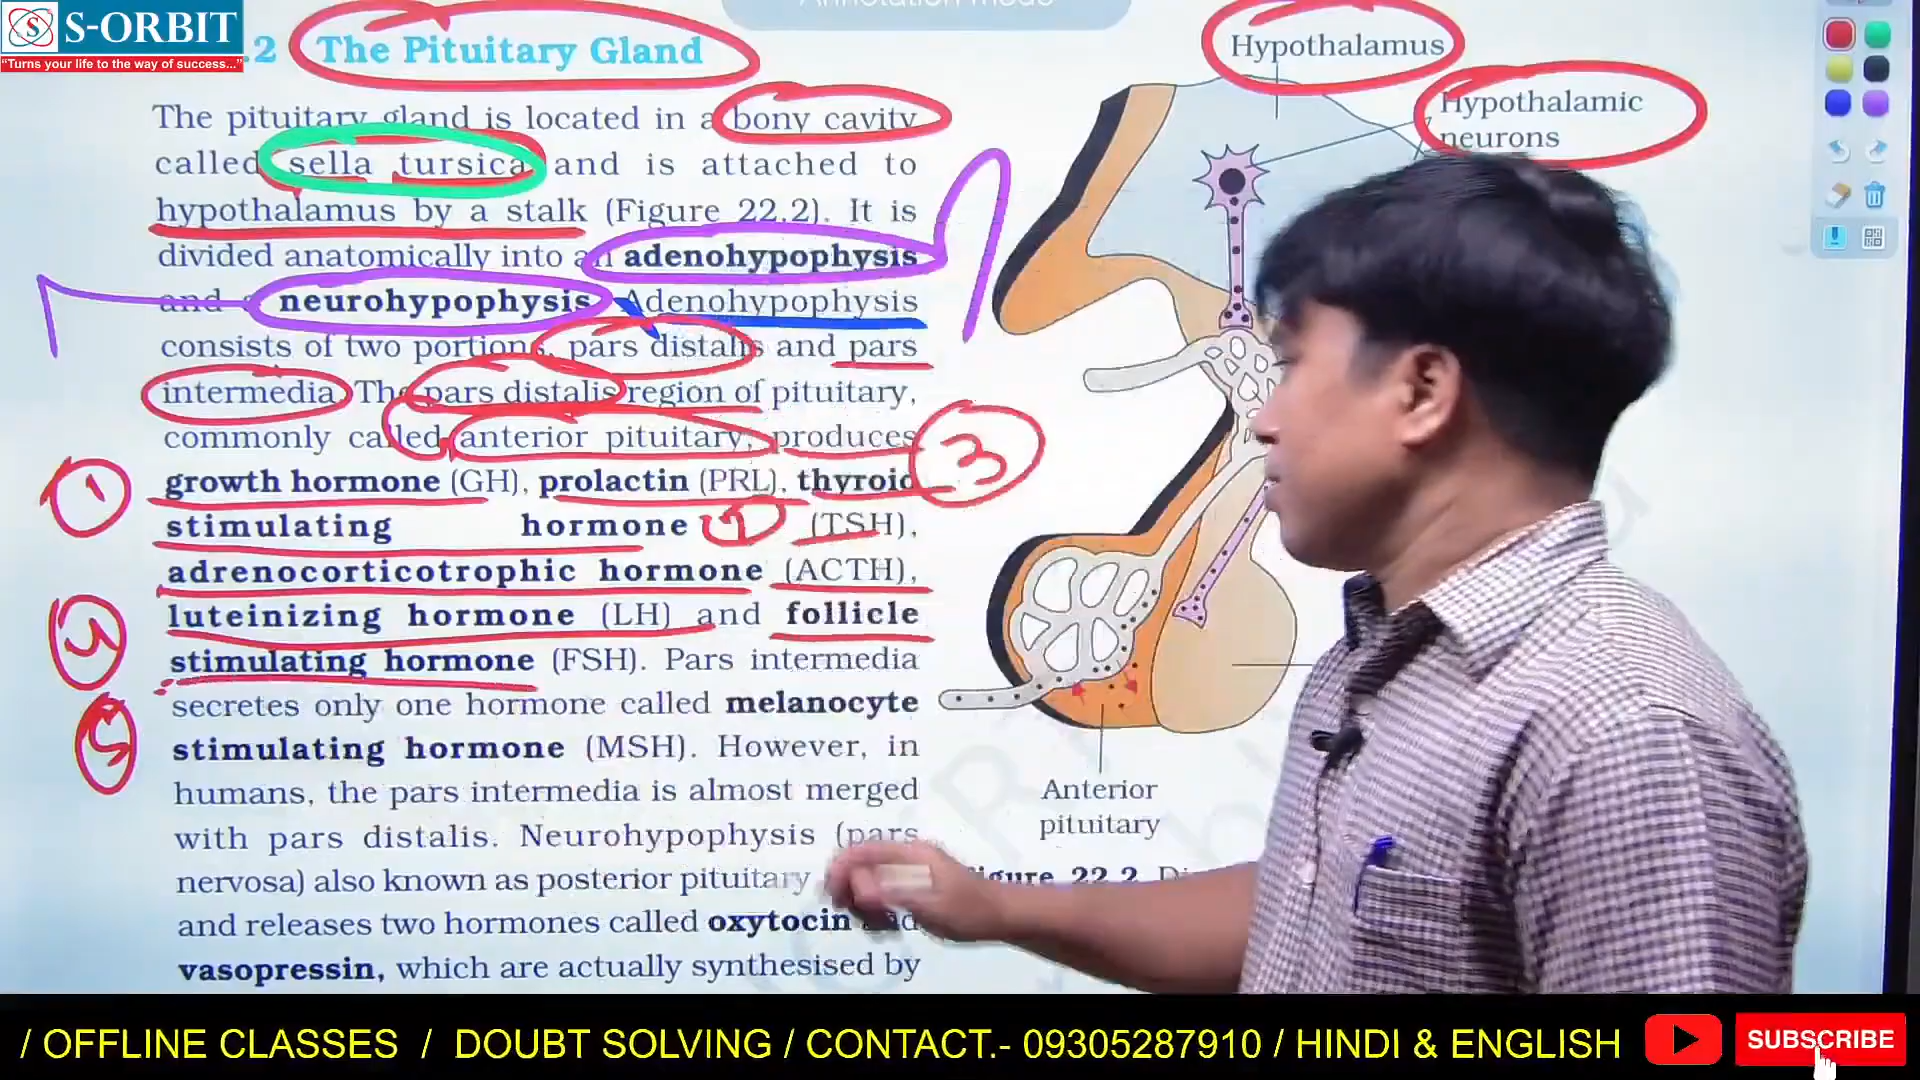 S-ORBIT
"Turns your life to the way of success..."
.2 The Pituitary Gland
The pituitary gland is located in a bony cavity
called sella tursica and is attached to
hypothalamus by a stalk (Figure 22.2). It is
divided anatomically into an adenohypophysis
and a neurohypophysis. Adenohypophysis
consists of two portions, pars distalis and pars
intermedia. The pars distalis region of pituitary,
commonly called anterior pituitary, produces
growth hormone (GH), prolactin (PRL), thyroid
stimulating hormone (TSH),
adrenocorticotrophic hormone (ACTH),
luteinizing hormone (LH) and follicle
stimulating hormone (FSH). Pars intermedia
secretes only one hormone called melanocyte
stimulating hormone (MSH). However, in
humans, the pars intermedia is almost merged
with pars distalis. Neurohypophysis (pars
nervosa) also known as posterior pituitary
and releases two hormones called oxytocin and
vasopressin, which are actually synthesised by
Annotation mode
Hypothalamus
Hypothalamic
neurons
Anterior
pituitary
Figure 22.2
1
3
5
/ OFFLINE CLASSES / DOUBT SOLVING / CONTACT.- 09305287910 / HINDI & ENGLISH
SUBSCRIBE